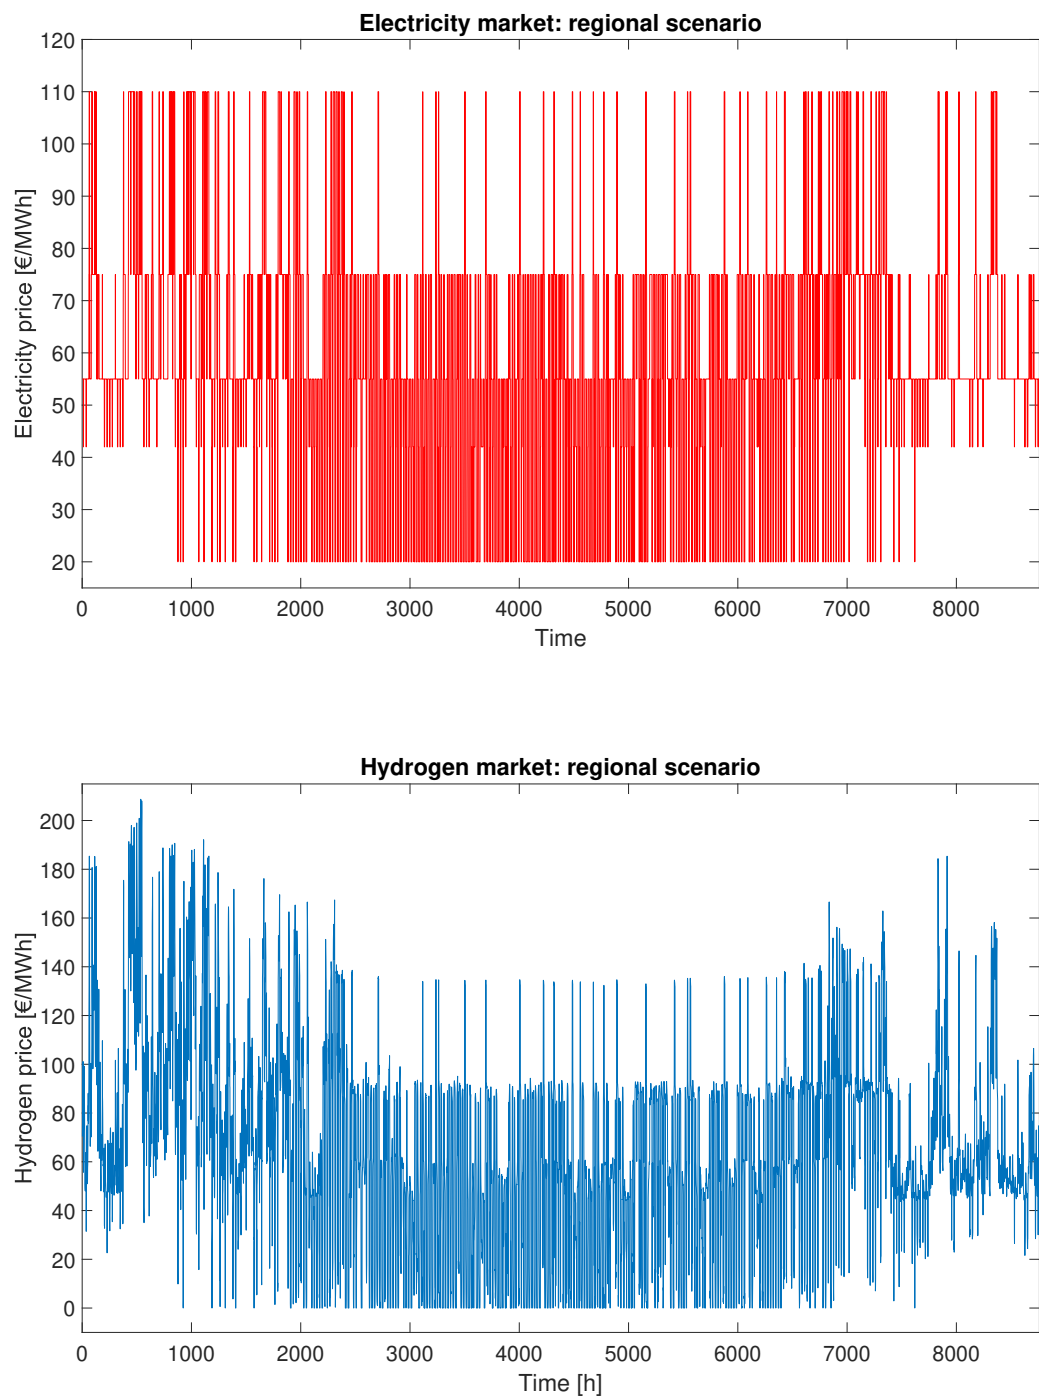 Electricity market: regional scenario
120
110
100
90
80
70
60
50
40
30
20
Electricity price [€/MWh]
0 1000 2000 3000 4000 5000 6000 7000 8000
Time
Hydrogen market: regional scenario
200
180
160
140
120
100
80
60
40
20
0
Hydrogen price [€/MWh]
0 1000 2000 3000 4000 5000 6000 7000 8000
Time [h]